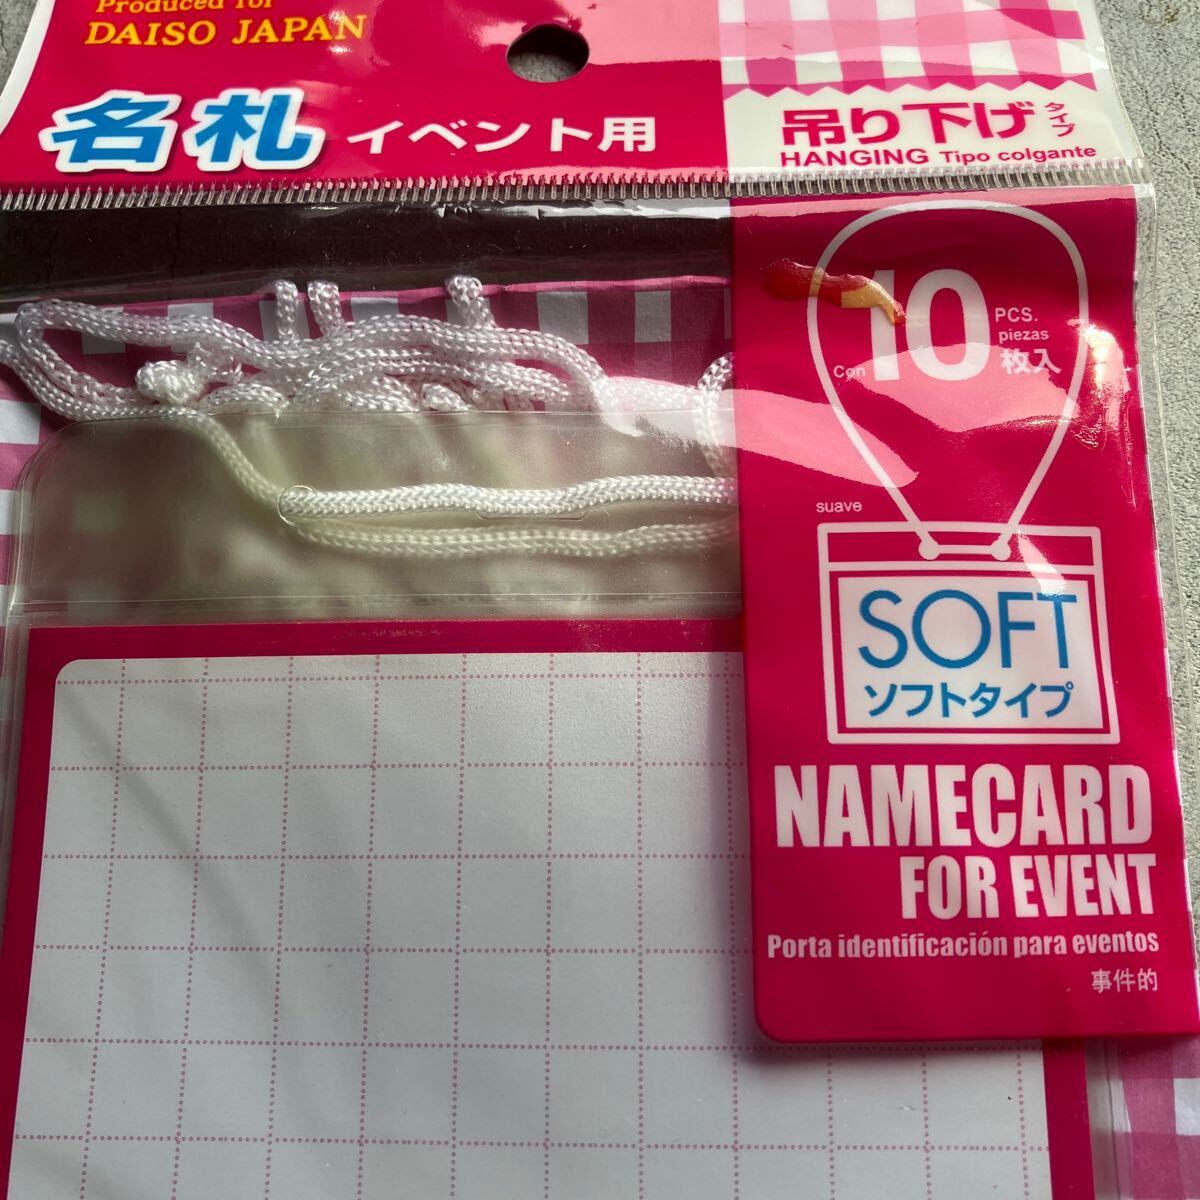 Produced for
DAISO JAPAN
名札 イベント用
吊り下げタイプ
HANGING Tipo colgante
Con 10 PCS.
piezas
枚入
suave
SOFT
ソフトタイプ
NAMECARD
FOR EVENT
Porta identificación para eventos
事件的